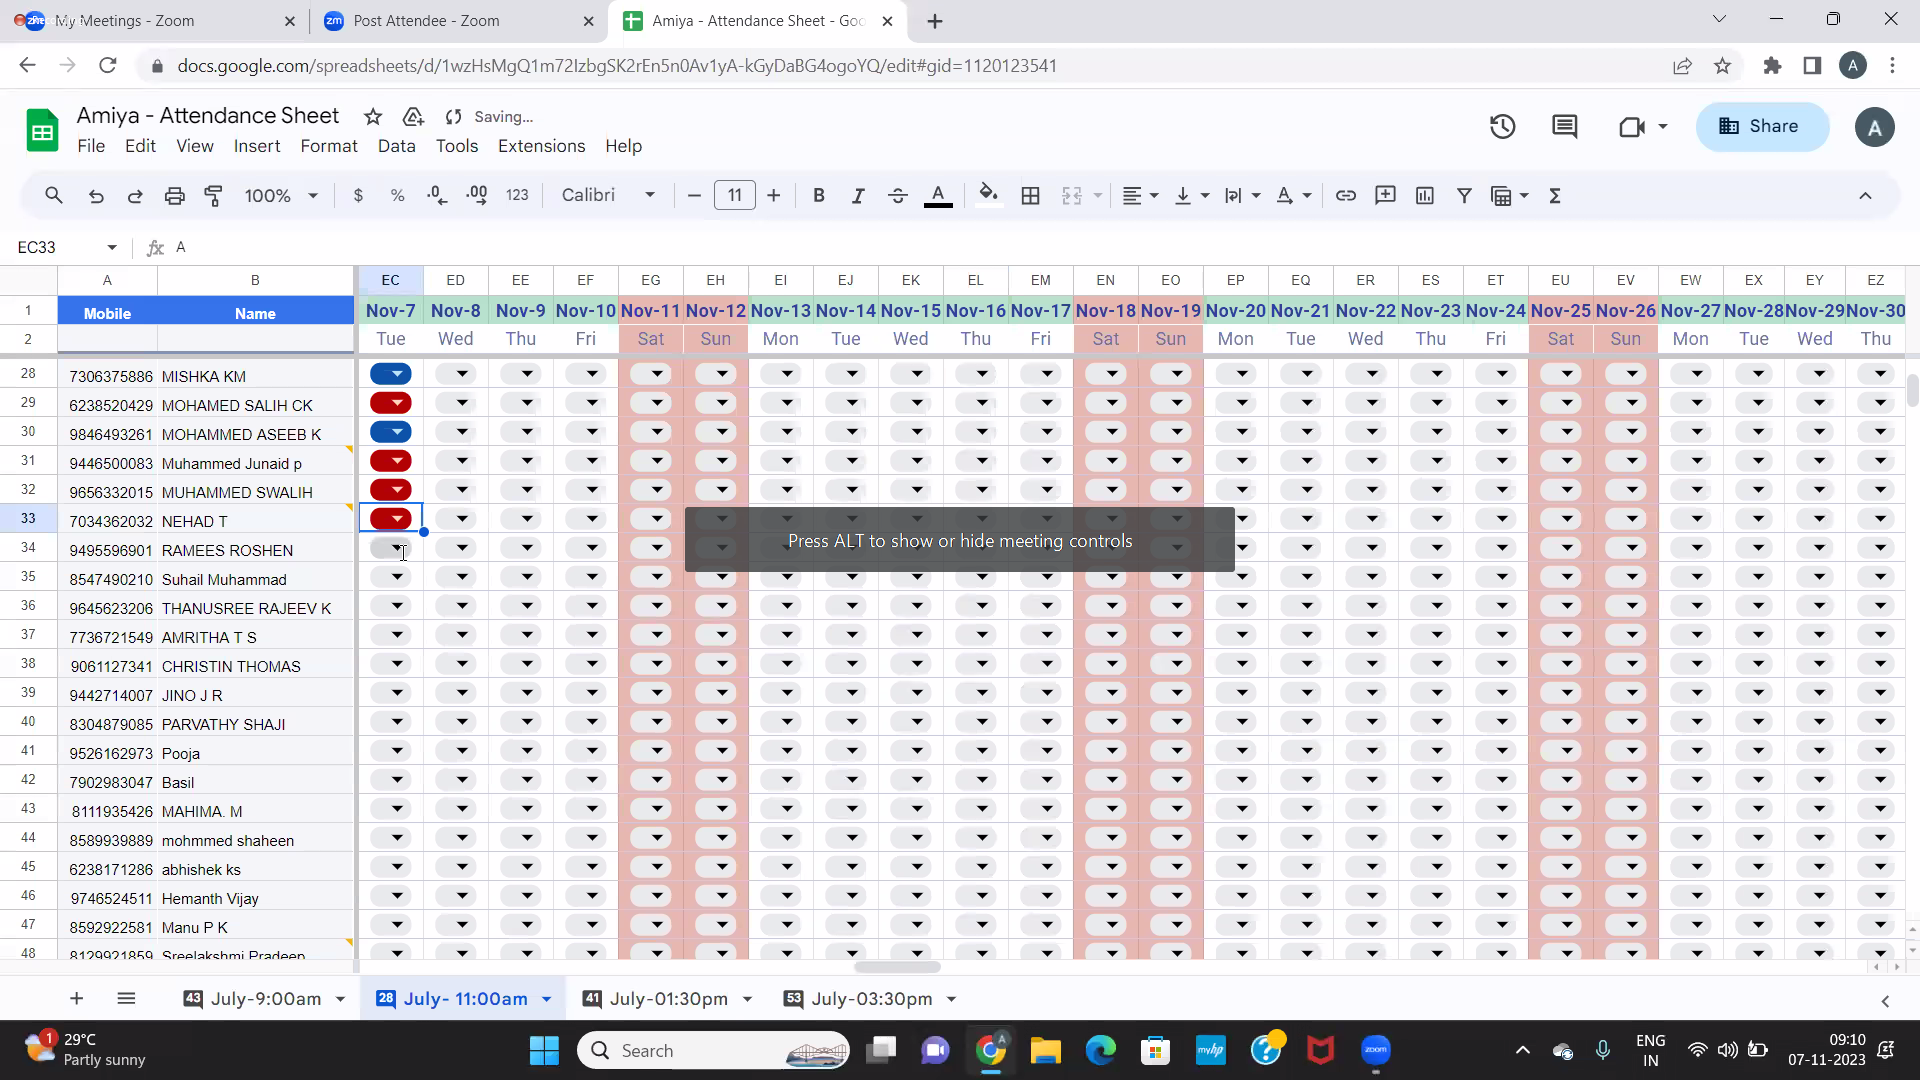 My Meetings - Zoom
Post Attendee - Zoom
Amiya - Attendance Sheet - Goo
docs.google.com/spreadsheets/d/1wzHsMgQ1m72IzbgSK2rEn5n0Av1yA-kGyDaBG4ogoYQ/edit#gid=1120123541
A
Amiya - Attendance Sheet
Saving...
File Edit View Insert Format Data Tools Extensions Help
Share
A
100% $ % .0 .00 123 Calibri 11 B I A
EC33 fx A
A B EC ED EE EF EG EH EI EJ EK EL EM EN EO EP EQ ER ES ET EU EV EW EX EY EZ
1 Mobile Name Nov-7 Nov-8 Nov-9 Nov-10 Nov-11 Nov-12 Nov-13 Nov-14 Nov-15 Nov-16 Nov-17 Nov-18 Nov-19 Nov-20 Nov-21 Nov-22 Nov-23 Nov-24 Nov-25 Nov-26 Nov-27 Nov-28 Nov-29 Nov-30
2 Tue Wed Thu Fri Sat Sun Mon Tue Wed Thu Fri Sat Sun Mon Tue Wed Thu Fri Sat Sun Mon Tue Wed Thu
28 7306375886 MISHKA KM
29 6238520429 MOHAMED SALIH CK
30 9846493261 MOHAMMED ASEEB K
31 9446500083 Muhammed Junaid p
32 9656332015 MUHAMMED SWALIH
33 7034362032 NEHAD T
34 9495596901 RAMEES ROSHEN
Press ALT to show or hide meeting controls
35 8547490210 Suhail Muhammad
36 9645623206 THANUSREE RAJEEV K
37 7736721549 AMRITHA T S
38 9061127341 CHRISTIN THOMAS
39 9442714007 JINO J R
40 8304879085 PARVATHY SHAJI
41 9526162973 Pooja
42 7902983047 Basil
43 8111935426 MAHIMA. M
44 8589939889 mohmmed shaheen
45 6238171286 abhishek ks
46 9746524511 Hemanth Vijay
47 8592922581 Manu P K
48 8129921859 Sreelakshmi Pradeep
43 July-9:00am
28 July- 11:00am
41 July-01:30pm
53 July-03:30pm
1 29°C
Partly sunny
Search
myhp
zoom
ENG
IN
09:10
07-11-2023